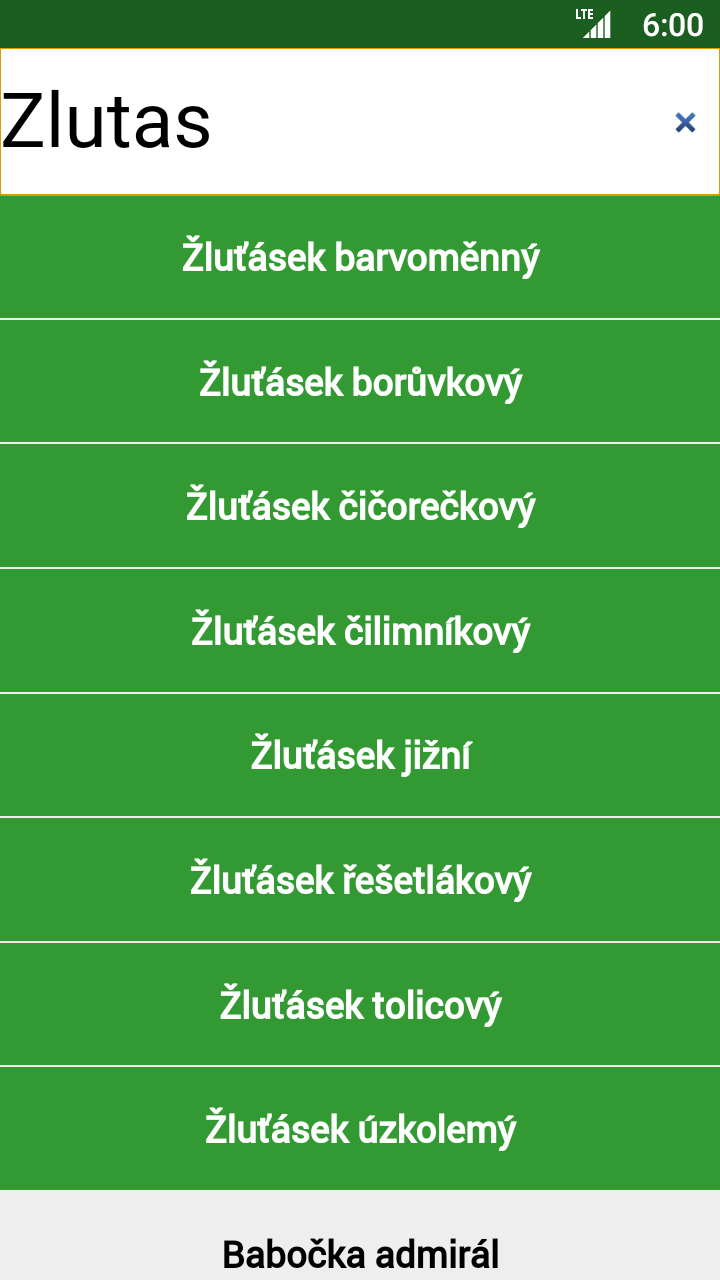 LTE 6:00
Zlutas
Žluťásek barvoměnný
Žluťásek borůvkový
Žluťásek čičorečkový
Žluťásek čilimníkový
Žluťásek jižní
Žluťásek řešetlákový
Žluťásek tolicový
Žluťásek úzkolemý
Babočka admirál